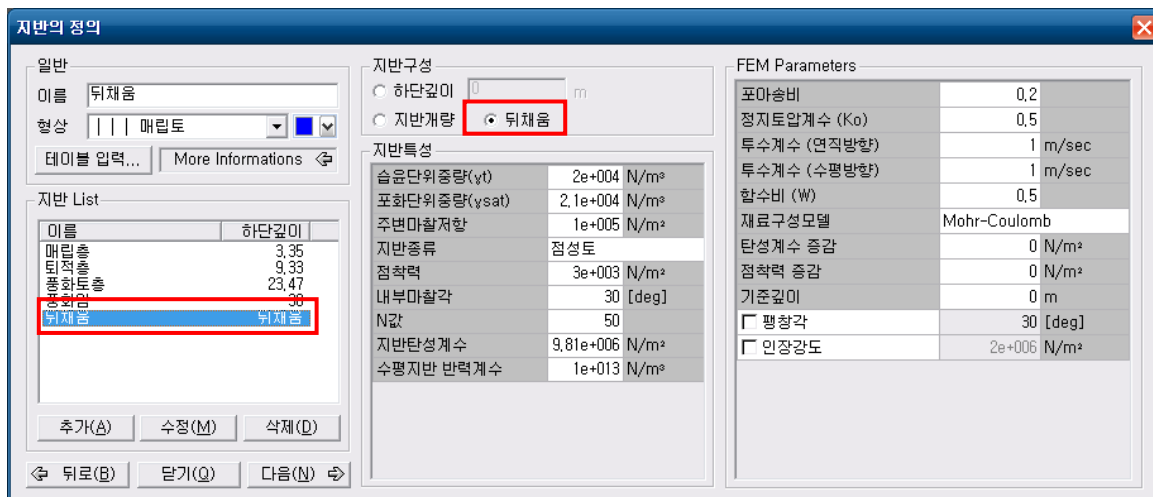 지반의 정의
일반
이름 뒤채움
형상 매립토
테이블 입력... More Informations
지반 List
이름 하단깊이
매립층 3,35
퇴적층 9,33
풍화토층 23,47
풍화암 30
뒤채움 뒤채움
추가(A) 수정(M) 삭제(D)
뒤로(B) 닫기(Q) 다음(N)
지반구성
하단깊이 0 m
지반개량 뒤채움
지반특성
습윤단위중량(γt) 2e+004 N/m³
포화단위중량(γsat) 2,1e+004 N/m³
주변마찰저항 1e+005 N/m²
지반종류 점성토
점착력 3e+003 N/m²
내부마찰각 30 [deg]
N값 50
지반탄성계수 9,81e+006 N/m²
수평지반 반력계수 1e+013 N/m³
FEM Parameters
포아송비 0,2
정지토압계수 (Ko) 0,5
투수계수 (연직방향) 1 m/sec
투수계수 (수평방향) 1 m/sec
함수비 (W) 0,5
재료구성모델 Mohr-Coulomb
탄성계수 증감 0 N/m²
점착력 증감 0 N/m²
기준깊이 0 m
팽창각 30 [deg]
인장강도 2e+006 N/m²